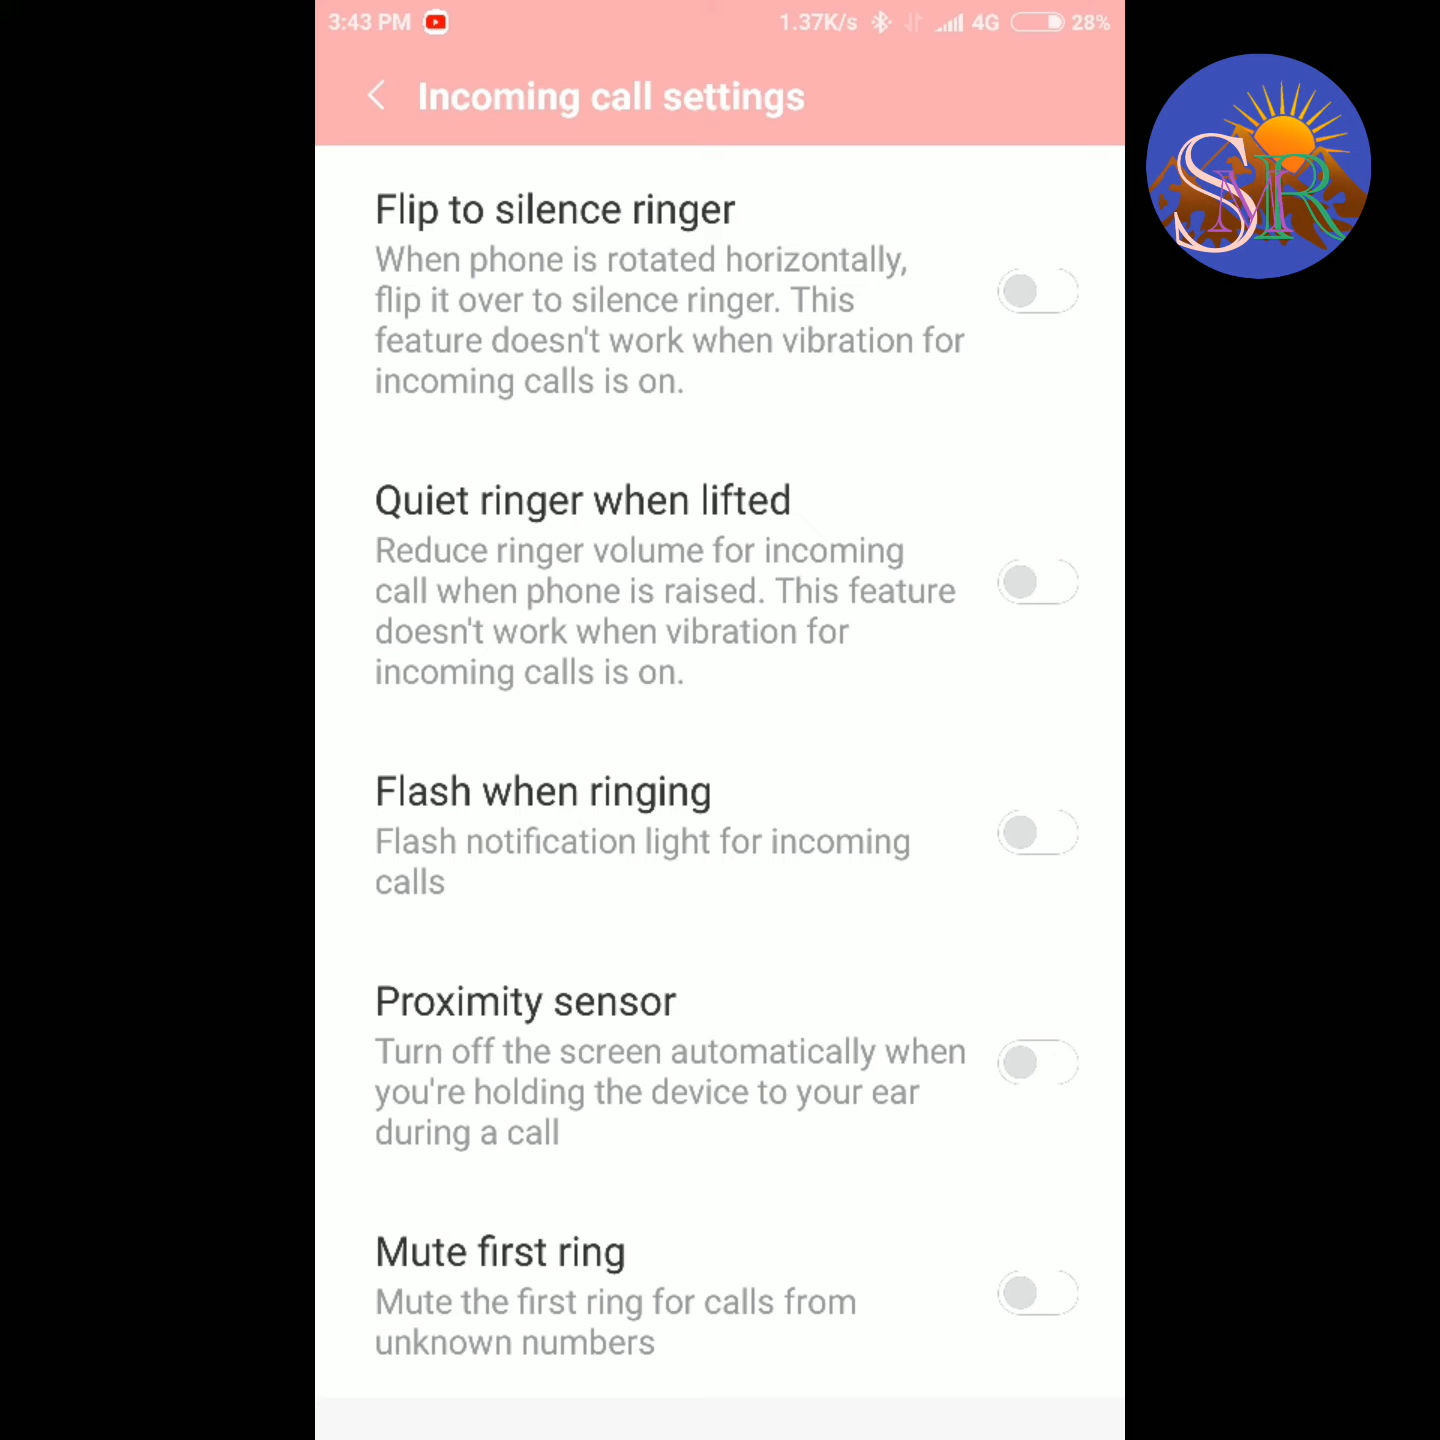 3:43 PM 1.37K/s 4G 28%
Incoming call settings
SMR
Flip to silence ringer
When phone is rotated horizontally,
flip it over to silence ringer. This
feature doesn't work when vibration for
incoming calls is on.
Quiet ringer when lifted
Reduce ringer volume for incoming
call when phone is raised. This feature
doesn't work when vibration for
incoming calls is on.
Flash when ringing
Flash notification light for incoming
calls
Proximity sensor
Turn off the screen automatically when
you're holding the device to your ear
during a call
Mute first ring
Mute the first ring for calls from
unknown numbers